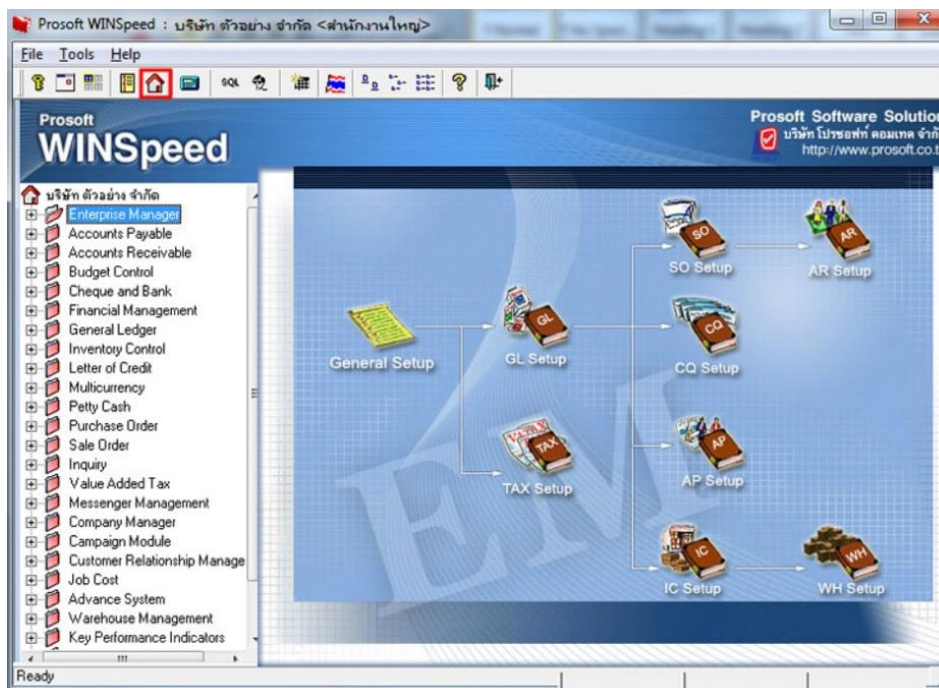 Prosoft WINSpeed : บริษัท ตัวอย่าง จำกัด <สำนักงานใหญ่>
File Tools Help
SQL
Prosoft
WINSpeed
Prosoft Software Solution
บริษัท โปรซอฟท์ คอมเทค จำกั
http://www.prosoft.co.t
บริษัท ตัวอย่าง จำกัด
Enterprise Manager
Accounts Payable
Accounts Receivable
Budget Control
Cheque and Bank
Financial Management
General Ledger
Inventory Control
Letter of Credit
Multicurrency
Petty Cash
Purchase Order
Sale Order
Inquiry
Value Added Tax
Messenger Management
Company Manager
Campaign Module
Customer Relationship Manage
Job Cost
Advance System
Warehouse Management
Key Performance Indicators
General Setup
GL
GL Setup
TAX
TAX Setup
SO
SO Setup
AR
AR Setup
CQ
CQ Setup
AP
AP Setup
IC
IC Setup
WH
WH Setup
EM
Ready